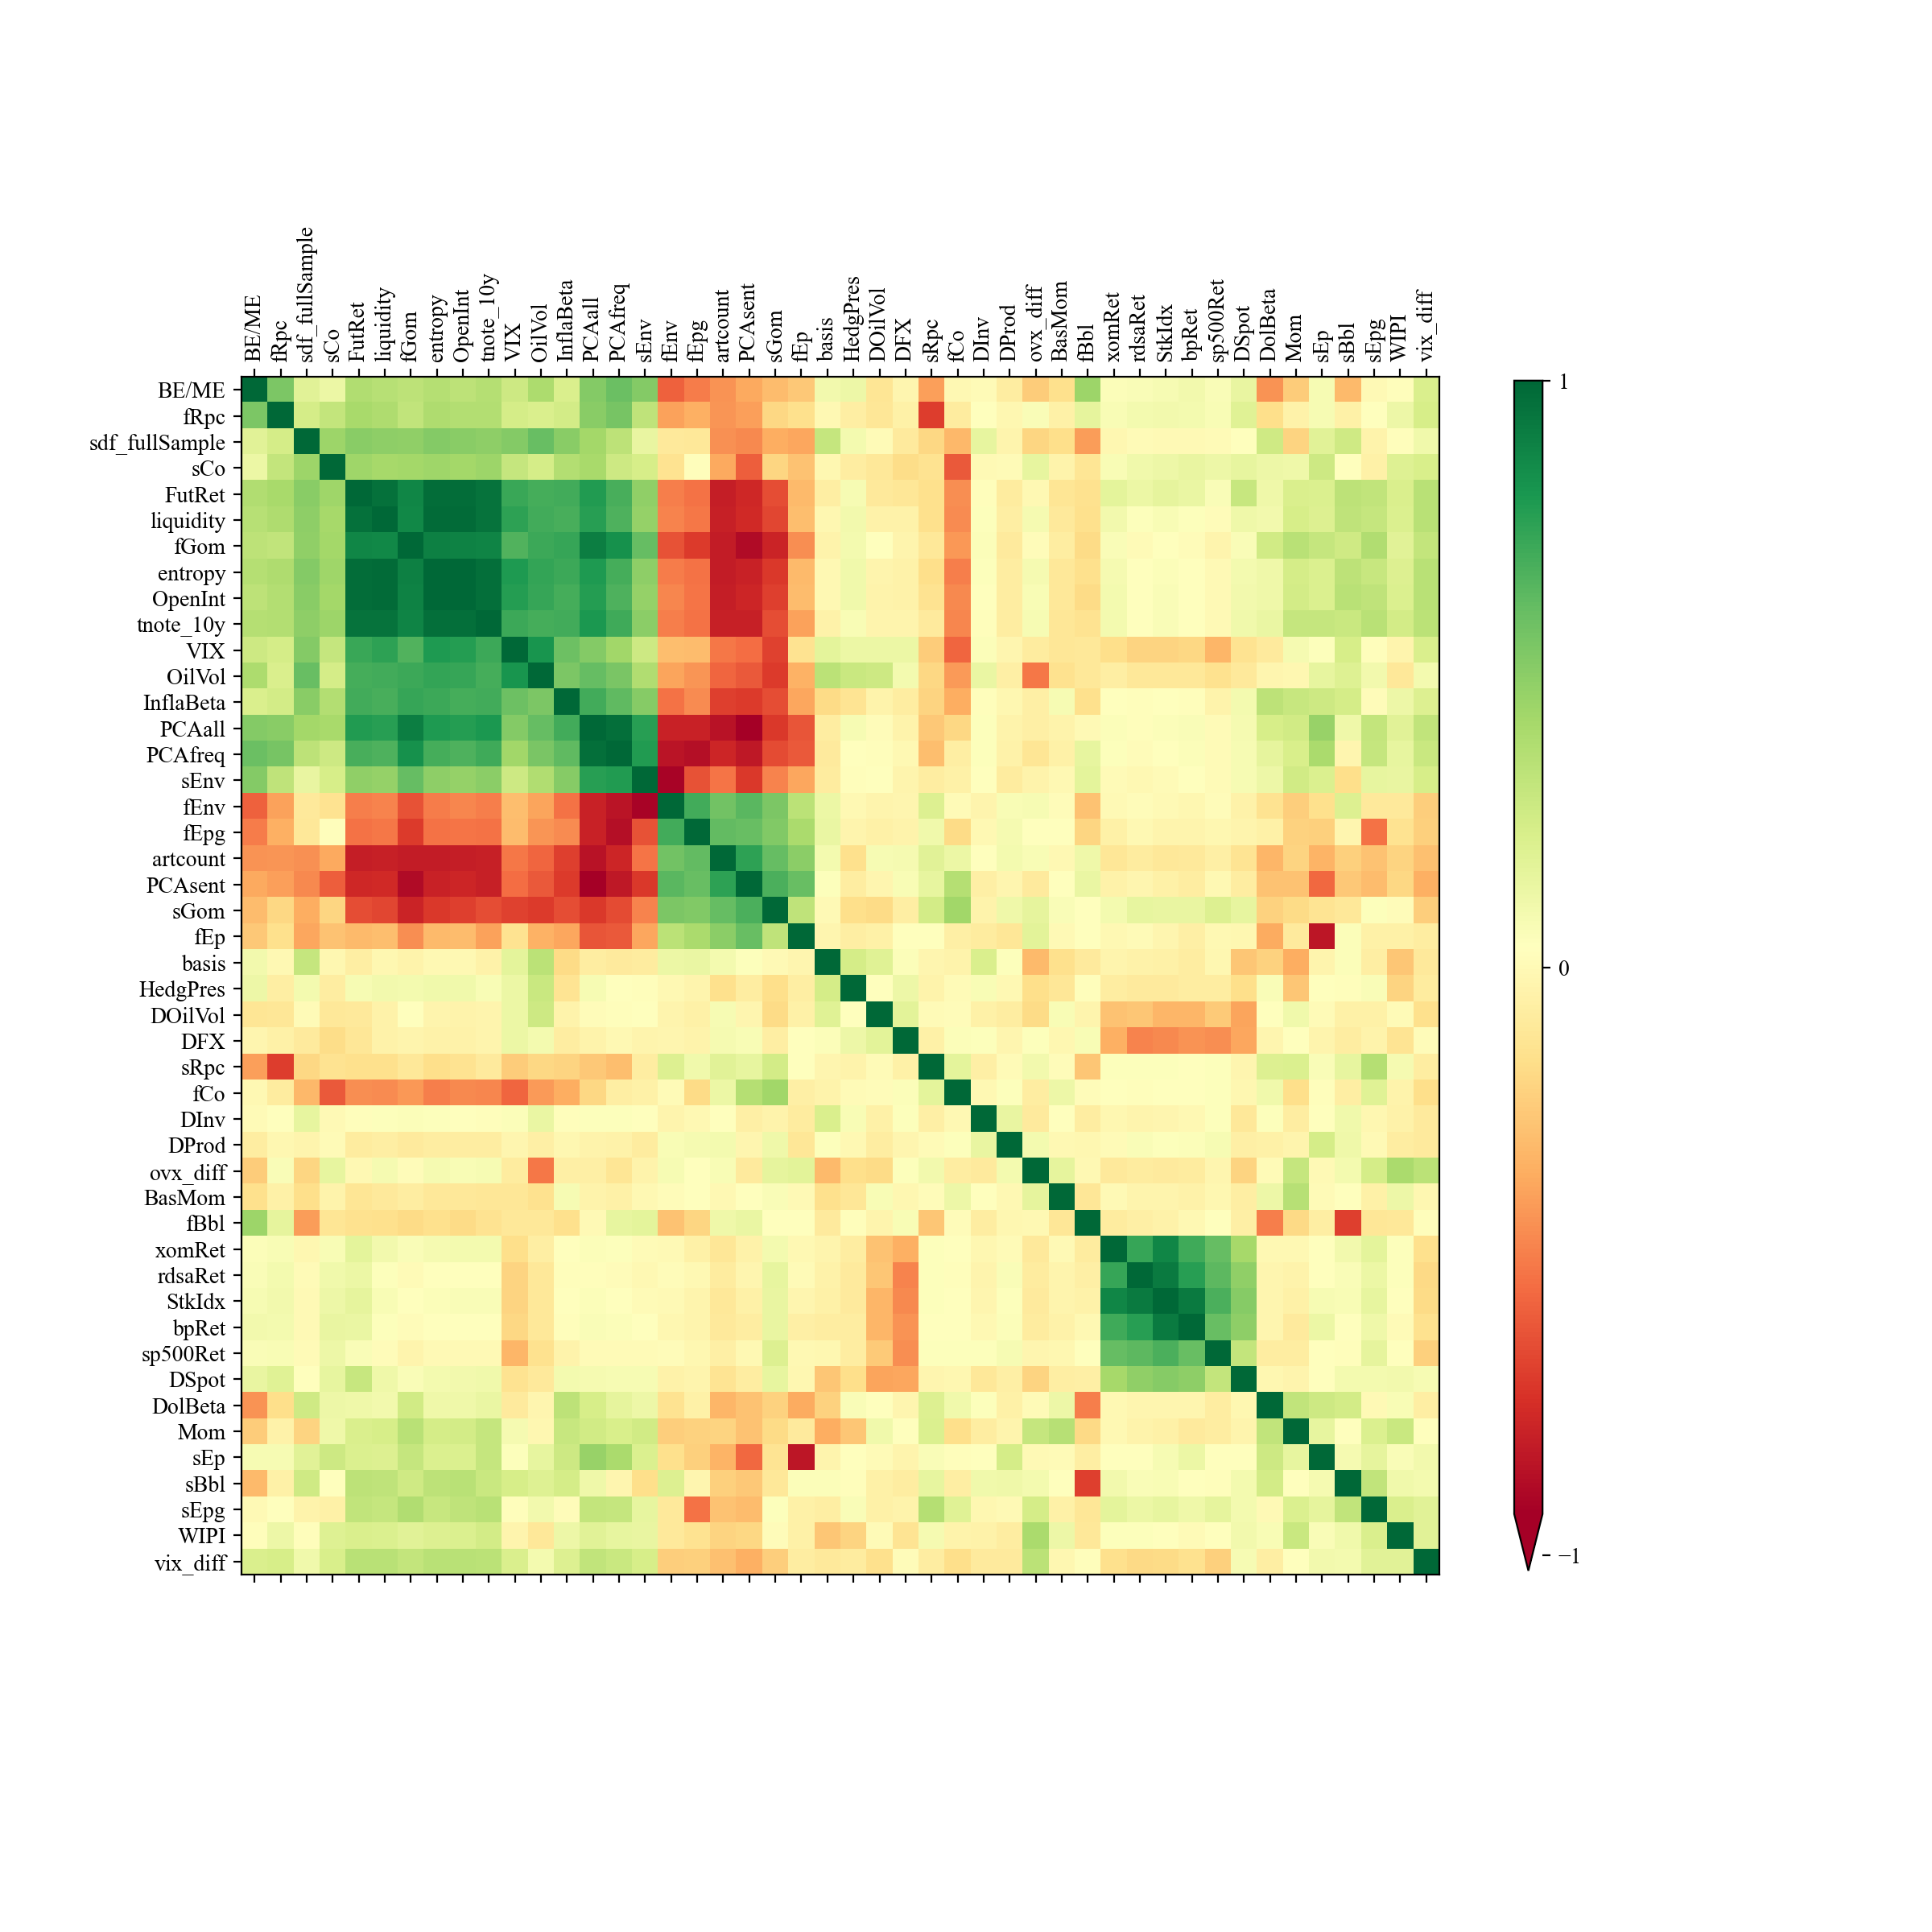 BE/ME
fRpc
sdf_fullSample
sCo
FutRet
liquidity
fGom
entropy
OpenInt
tnote_10y
VIX
OilVol
InflaBeta
PCAall
PCAfreq
sEnv
fEnv
fEpg
artcount
PCAsent
sGom
fEp
basis
HedgPres
DOilVol
DFX
sRpc
fCo
DInv
DProd
ovx_diff
BasMom
fBbl
xomRet
rdsaRet
StkIdx
bpRet
sp500Ret
DSpot
DolBeta
Mom
sEp
sBbl
sEpg
WIPI
vix_diff
BE/ME
fRpc
sdf_fullSample
sCo
FutRet
liquidity
fGom
entropy
OpenInt
tnote_10y
VIX
OilVol
InflaBeta
PCAall
PCAfreq
sEnv
fEnv
fEpg
artcount
PCAsent
sGom
fEp
basis
HedgPres
DOilVol
DFX
sRpc
fCo
DInv
DProd
ovx_diff
BasMom
fBbl
xomRet
rdsaRet
StkIdx
bpRet
sp500Ret
DSpot
DolBeta
Mom
sEp
sBbl
sEpg
WIPI
vix_diff
1
0
−1